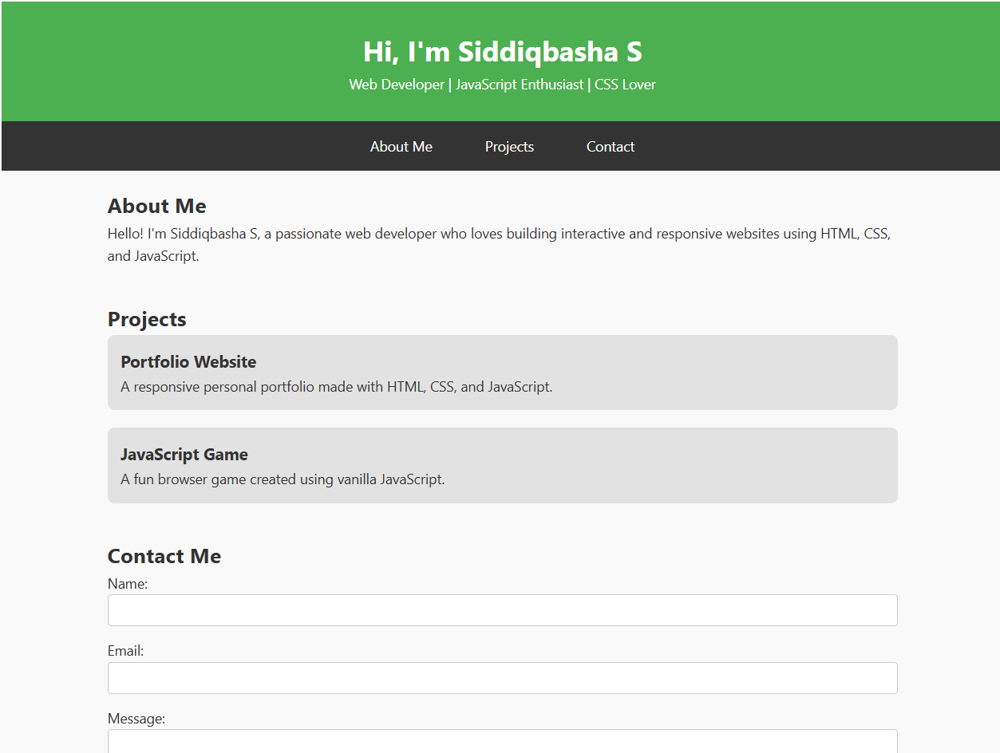 Hi, I'm Siddiqbasha S
Web Developer | JavaScript Enthusiast | CSS Lover
About Me
Projects
Contact
About Me
Hello! I'm Siddiqbasha S, a passionate web developer who loves building interactive and responsive websites using HTML, CSS,
and JavaScript.
Projects
Portfolio Website
A responsive personal portfolio made with HTML, CSS, and JavaScript.
JavaScript Game
A fun browser game created using vanilla JavaScript.
Contact Me
Name:
Email:
Message: